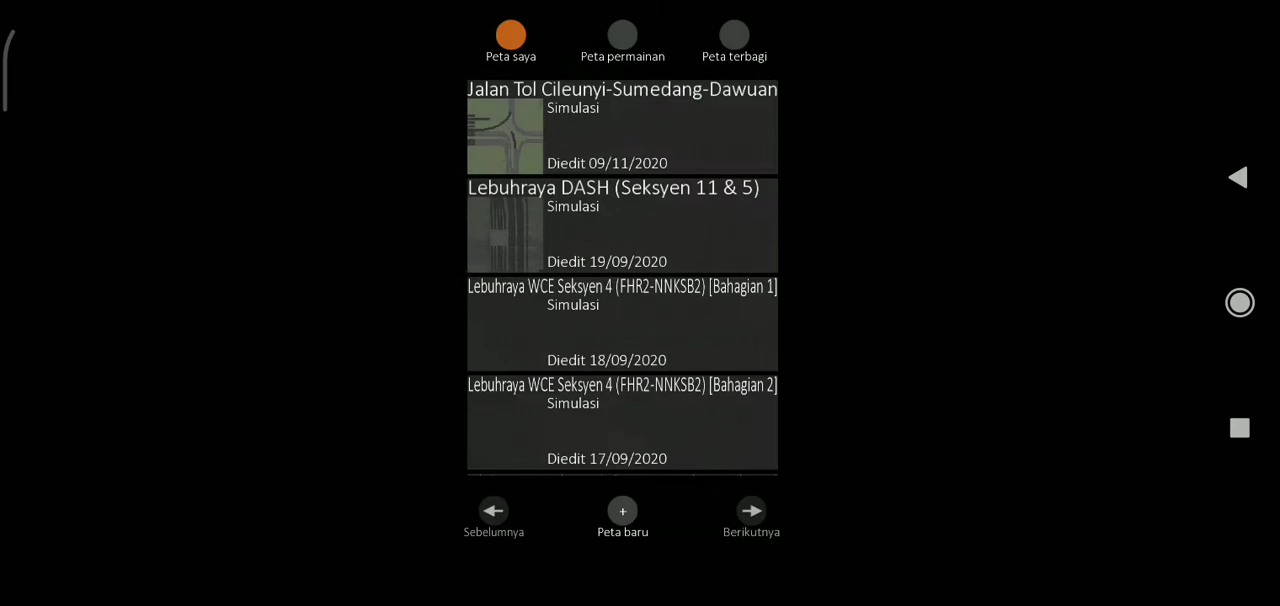 Peta saya
Peta permainan
Peta terbagi
Jalan Tol Cileunyi-Sumedang-Dawuan
Simulasi
Diedit 09/11/2020
Lebuhraya DASH (Seksyen 11 & 5)
Simulasi
Diedit 19/09/2020
Lebuhraya WCE Seksyen 4 (FHR2-NNKSB2) [Bahagian 1]
Simulasi
Diedit 18/09/2020
Lebuhraya WCE Seksyen 4 (FHR2-NNKSB2) [Bahagian 2]
Simulasi
Diedit 17/09/2020
Sebelumnya
+
Peta baru
Berikutnya